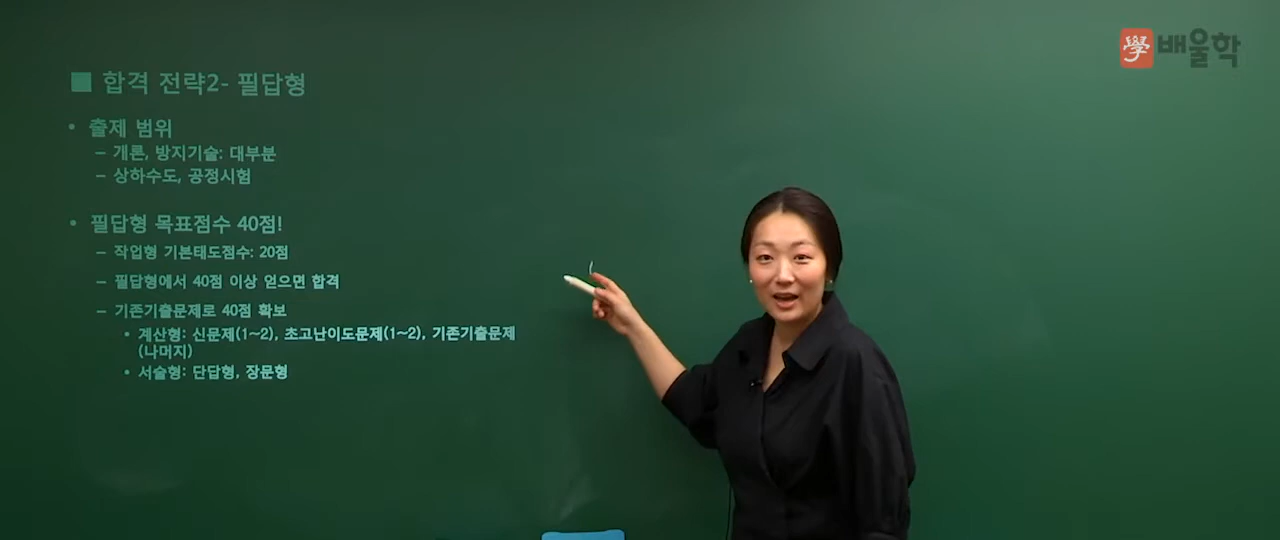 學 배울학
■ 합격 전략2- 필답형
• 출제 범위
– 개론, 방지기술: 대부분
– 상하수도, 공정시험
• 필답형 목표점수 40점!
– 작업형 기본태도점수: 20점
– 필답형에서 40점 이상 얻으면 합격
– 기존기출문제로 40점 확보
• 계산형: 신문제(1~2), 초고난이도문제(1~2), 기존기출문제
(나머지)
• 서술형: 단답형, 장문형